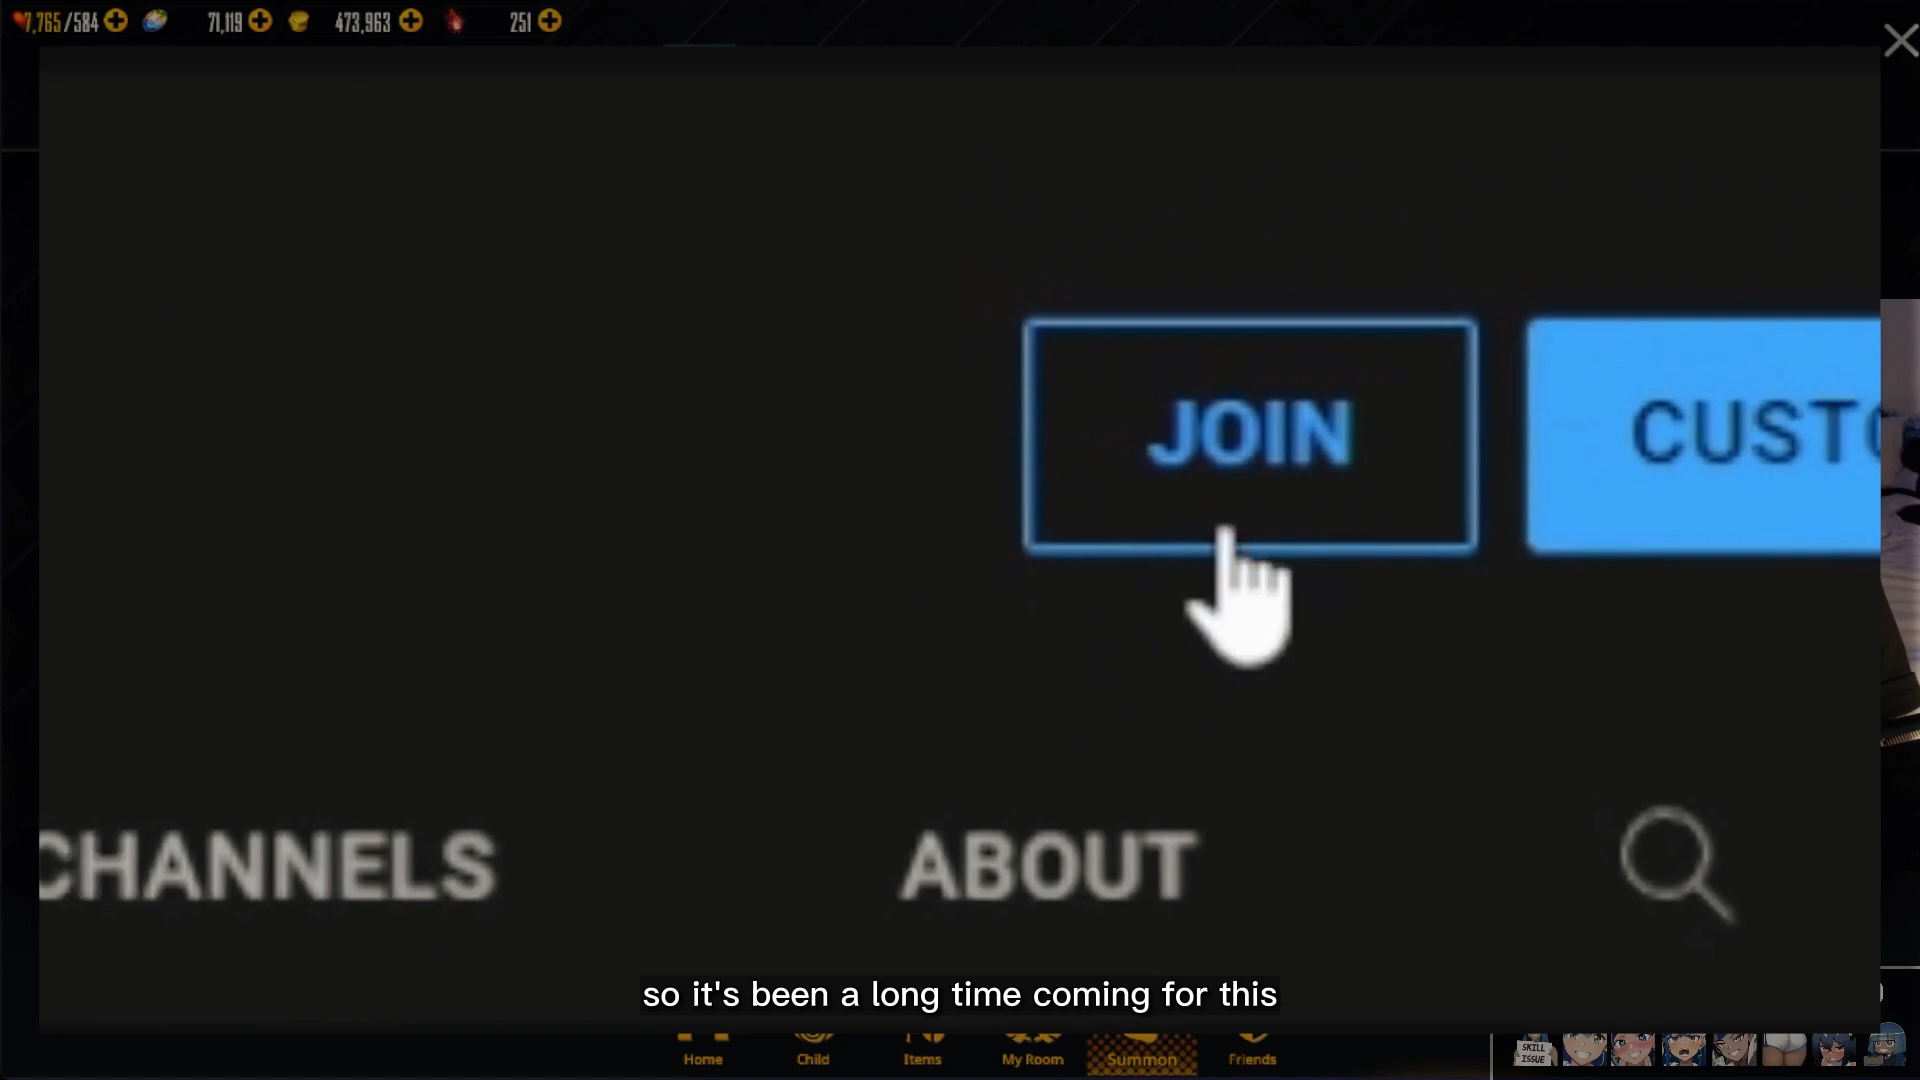 7,765/584 71,119 473,963 251
JOIN
CUSTO
CHANNELS
ABOUT
so it's been a long time coming for this
Home Child Items My Room Summon Friends
SKILL
ISSUE